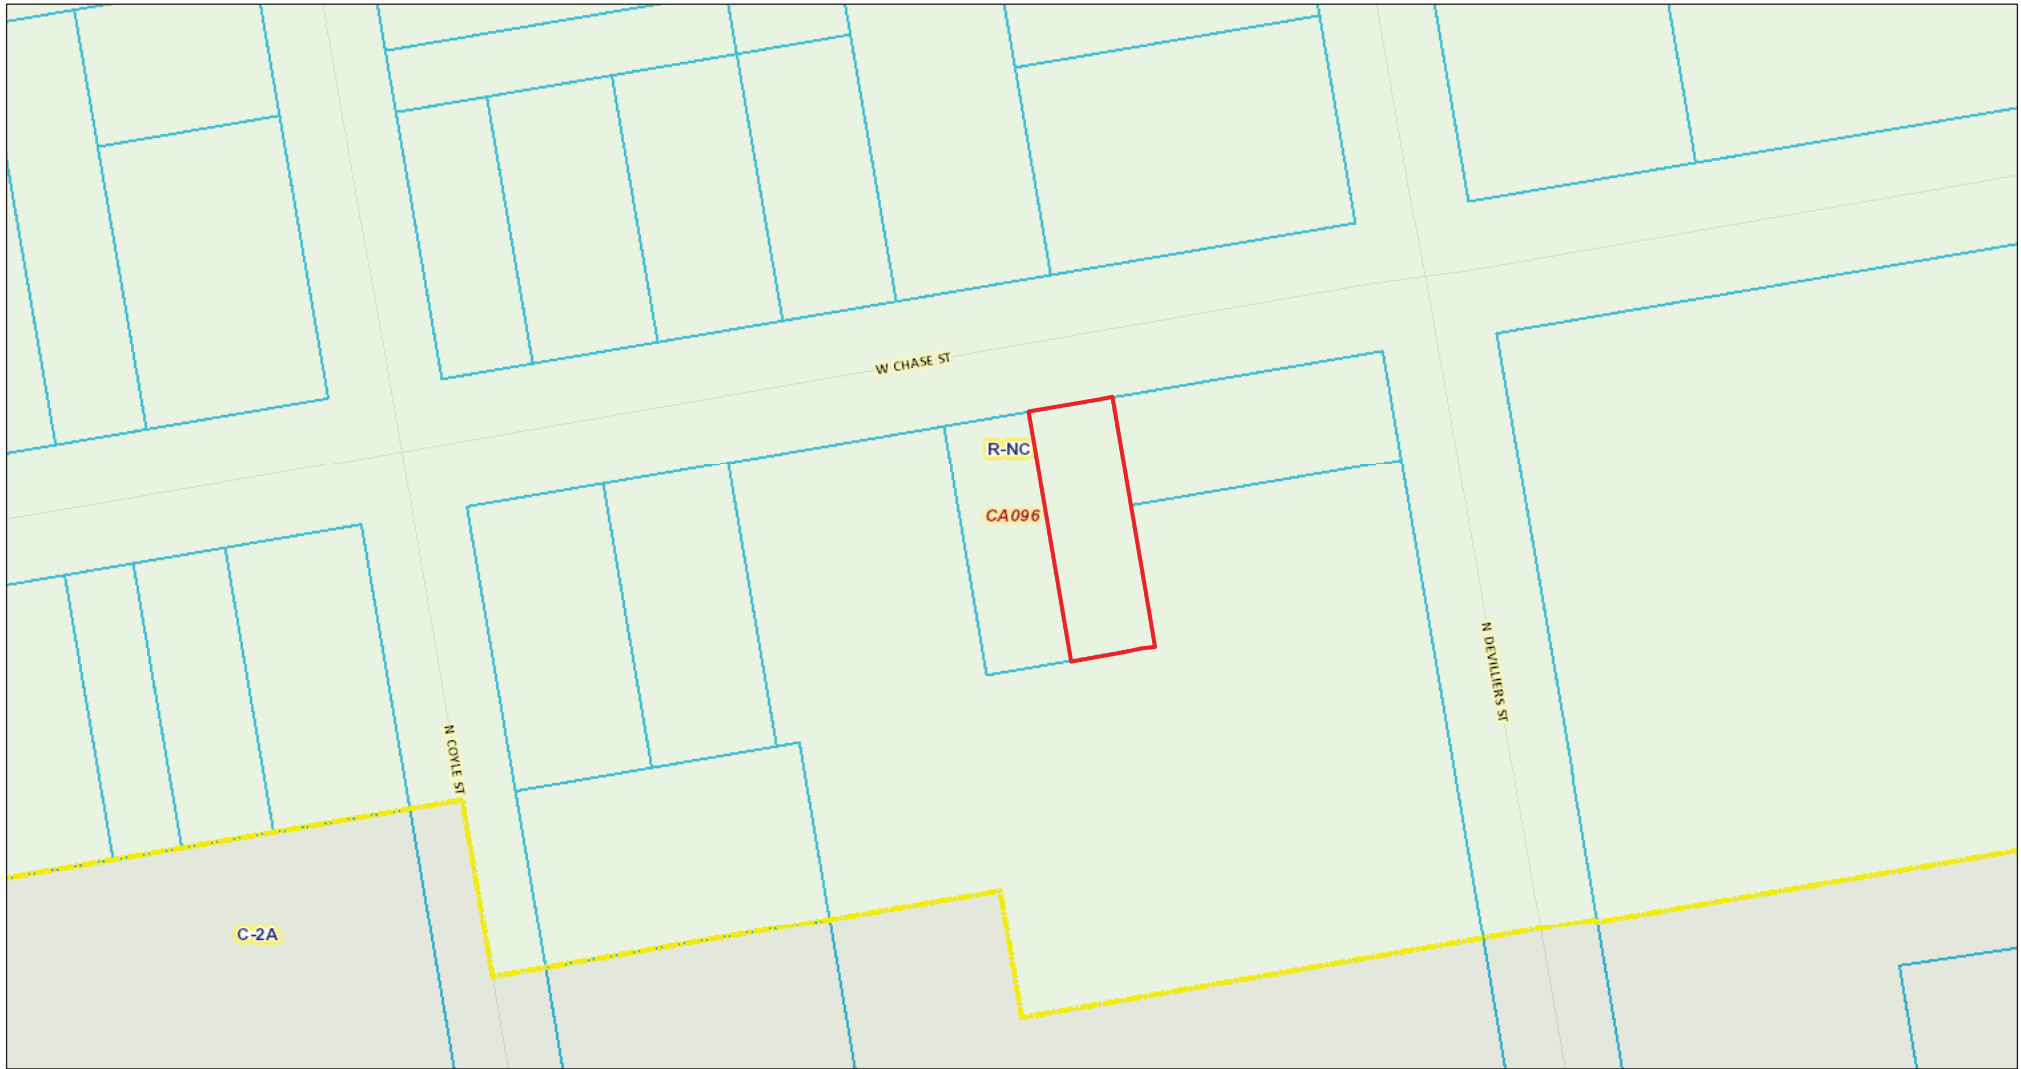 W CHASE ST
R-NC
CA096
N DEVILLIERS ST
N COYLE ST
C-2A